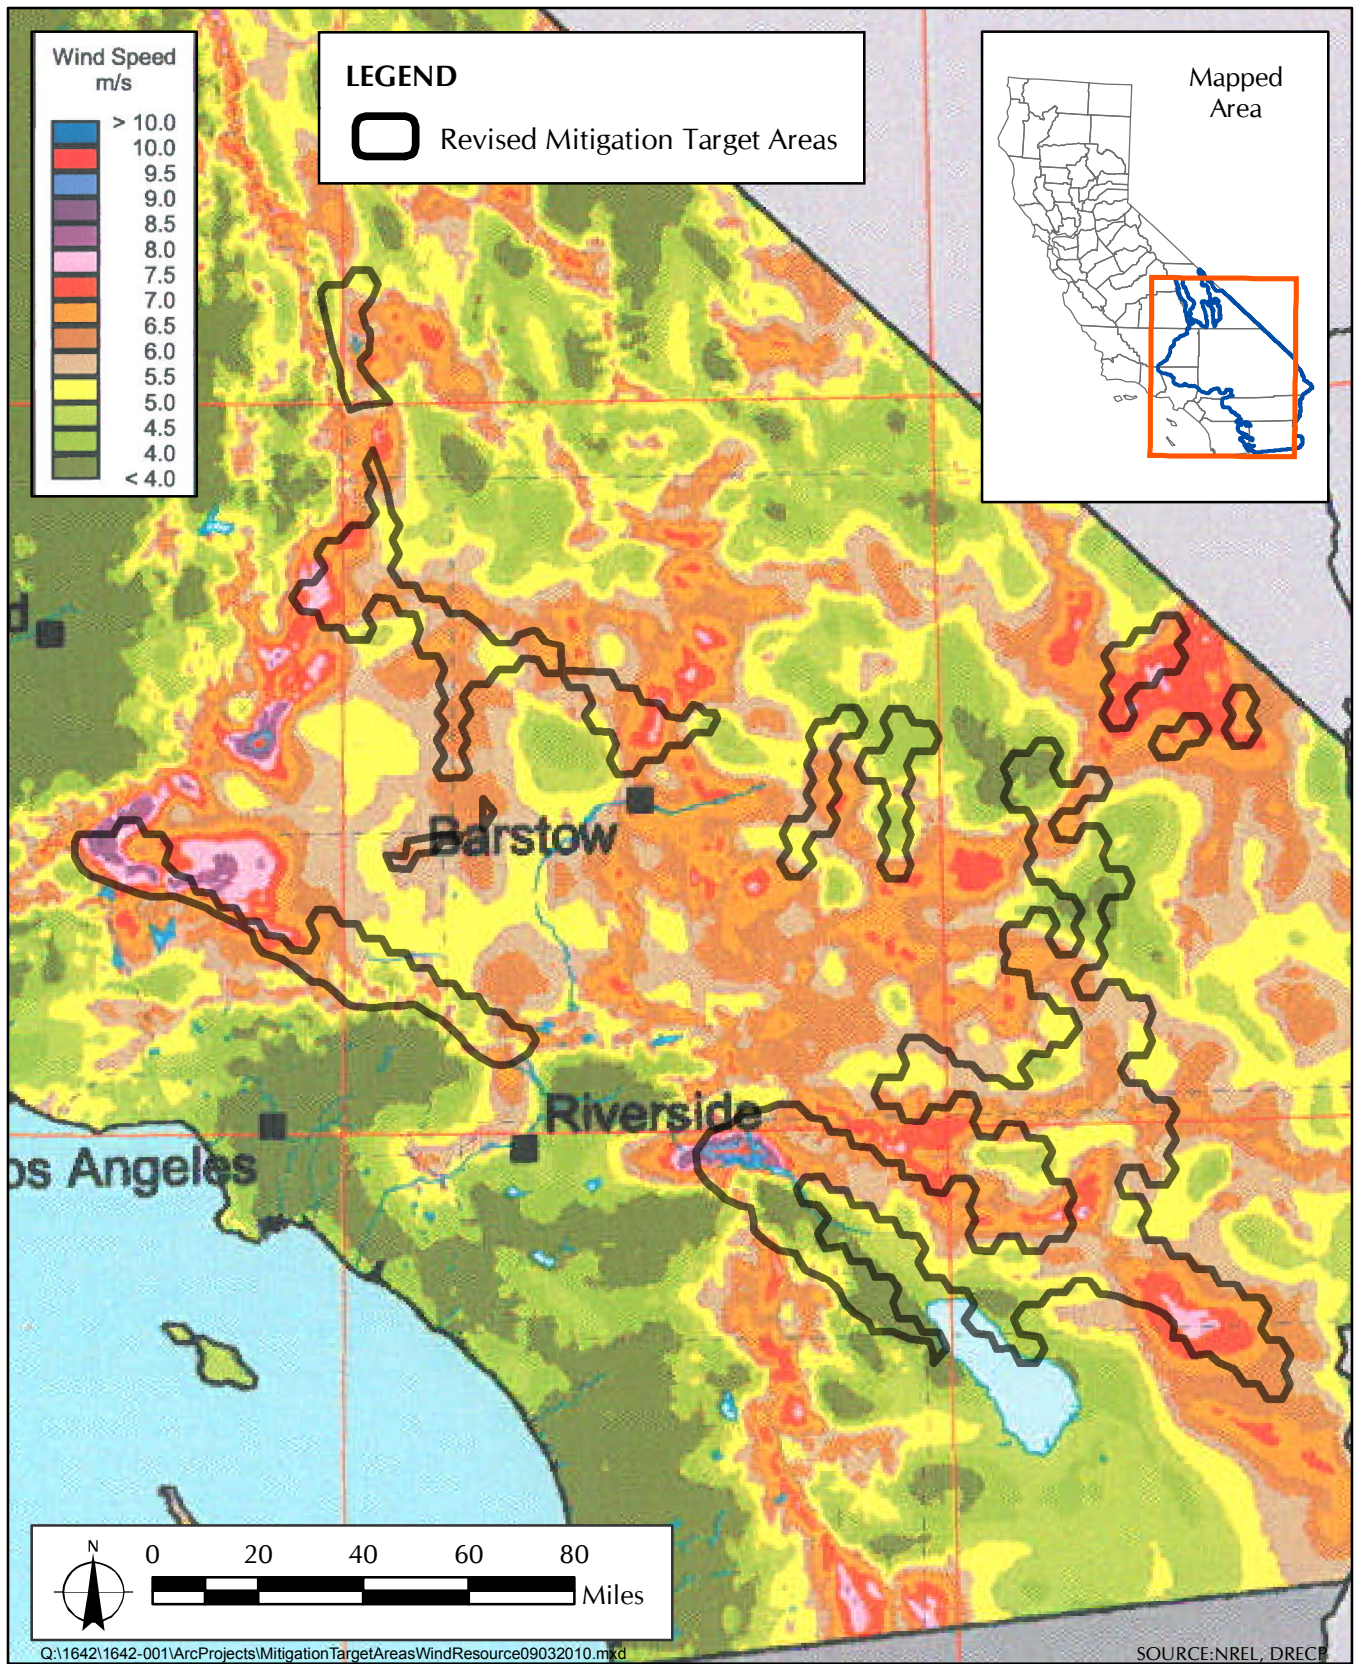 Wind Speed
m/s
> 10.0
10.0
9.5
9.0
8.5
8.0
7.5
7.0
6.5
6.0
5.5
5.0
4.5
4.0
< 4.0
LEGEND
Revised Mitigation Target Areas
Mapped
Area
d
Barstow
Riverside
os Angeles
N
0 20 40 60 80
Miles
Q:\1642\1642-001\ArcProjects\MitigationTargetAreasWindResource09032010.mxd
SOURCE:NREL, DRECP